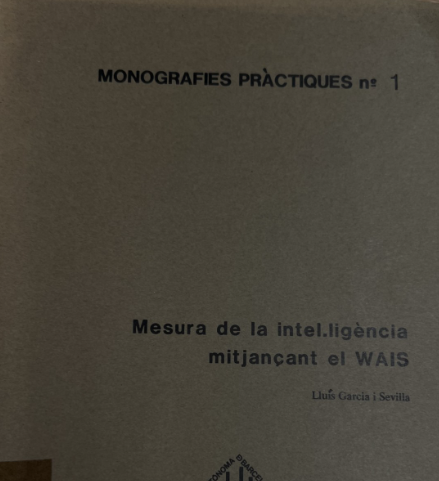 MONOGRAFIES PRÀCTIQUES nº 1
Mesura de la intel.ligència
mitjançant el WAIS
Lluís Garcia i Sevilla